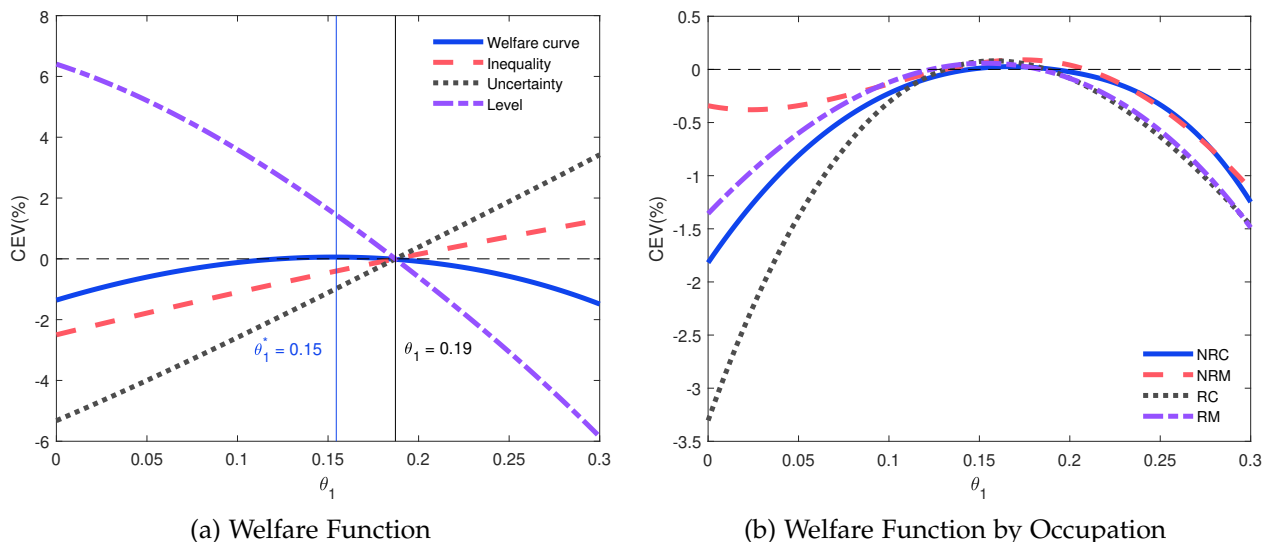 8
6
4
2
0
-2
-4
-6
CEV(%)
Welfare curve
Inequality
Uncertainty
Level
θ₁* = 0.15
θ₁ = 0.19
0 0.05 0.1 0.15 0.2 0.25 0.3
θ₁
(a) Welfare Function
0.5
0
-0.5
-1
-1.5
-2
-2.5
-3
-3.5
CEV(%)
NRC
NRM
RC
RM
0 0.05 0.1 0.15 0.2 0.25 0.3
θ₁
(b) Welfare Function by Occupation